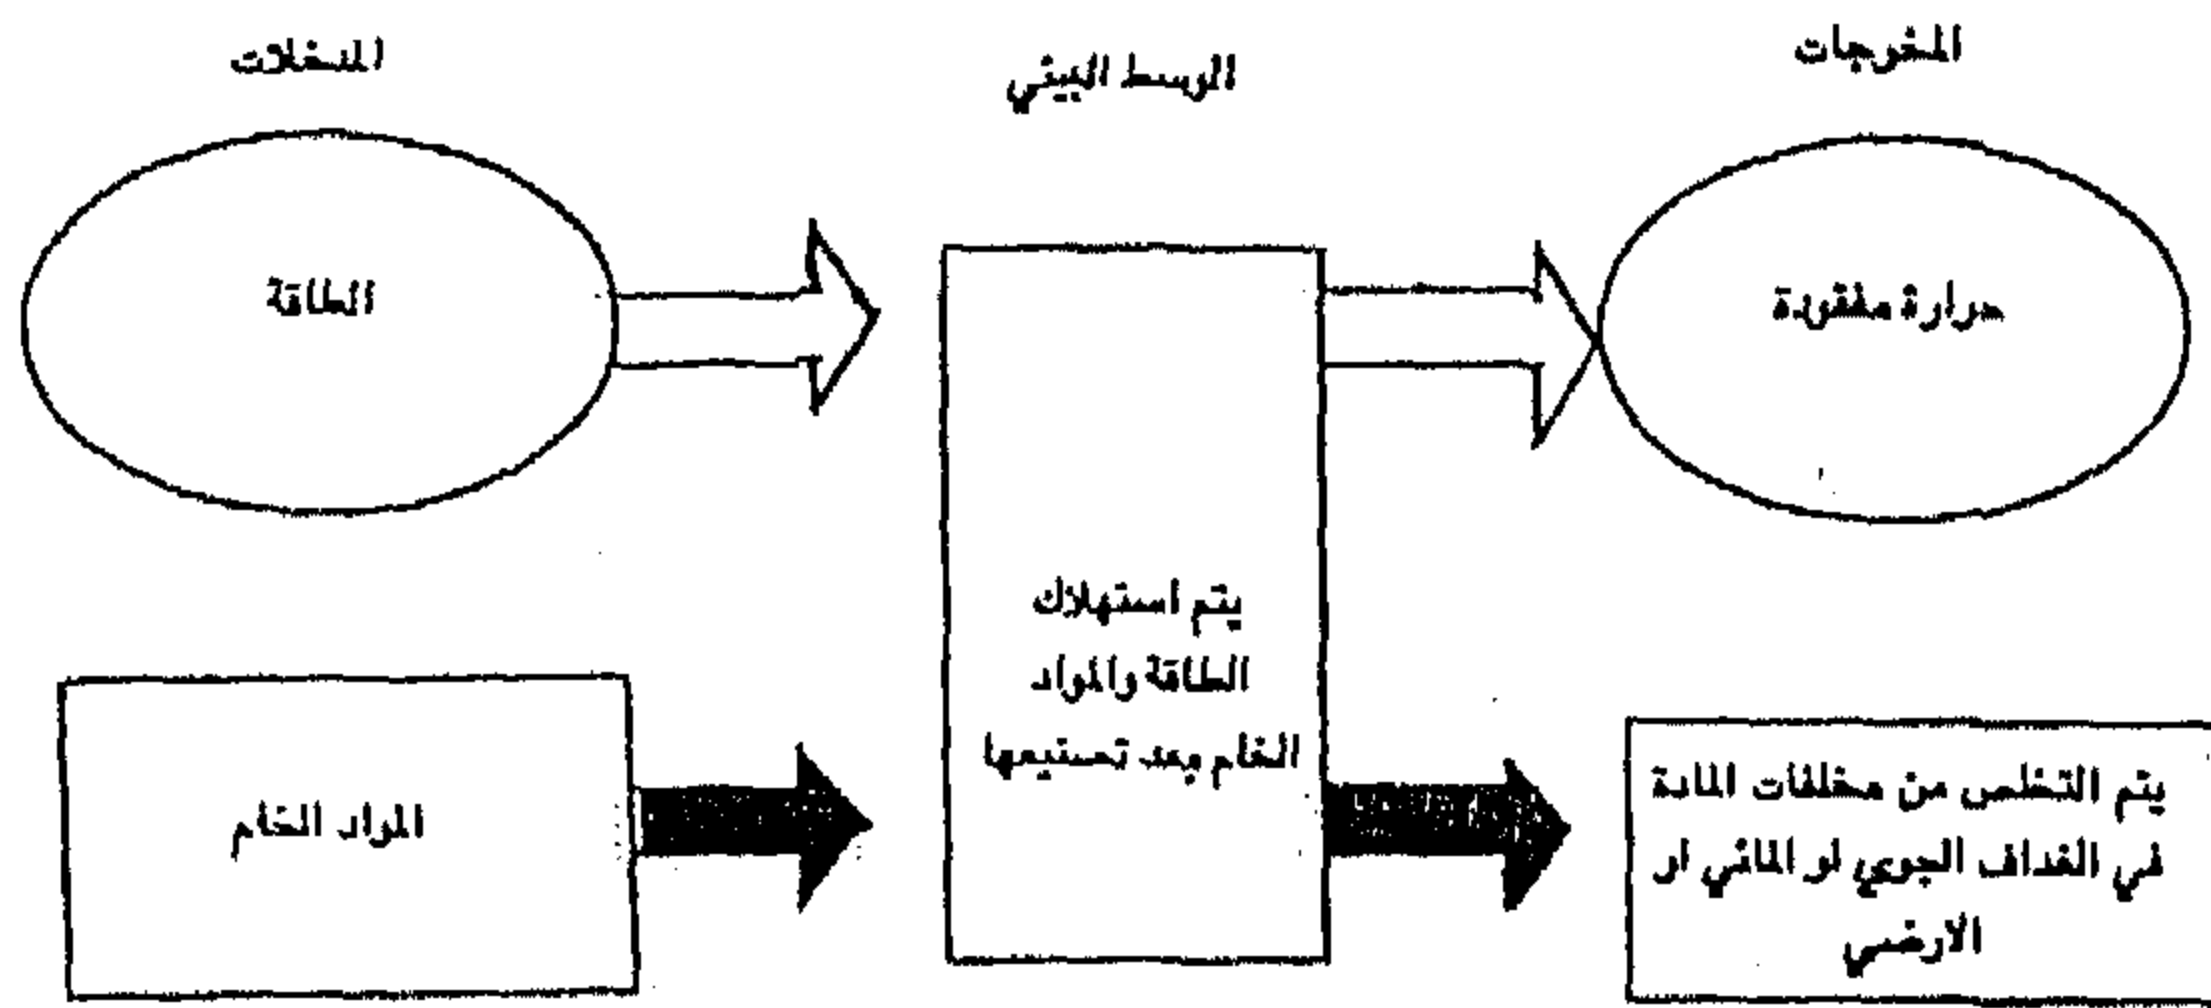 المدخلات
الوسط البيئي
المخرجات
الطاقة
حرارة مفقودة
يتم استهلاك
الطاقة والمواد
الخام بعد تصنيعها
المواد الخام
يتم التخلص من مخلفات المادة
في الغلاف الجوي او المائي او
الارضي